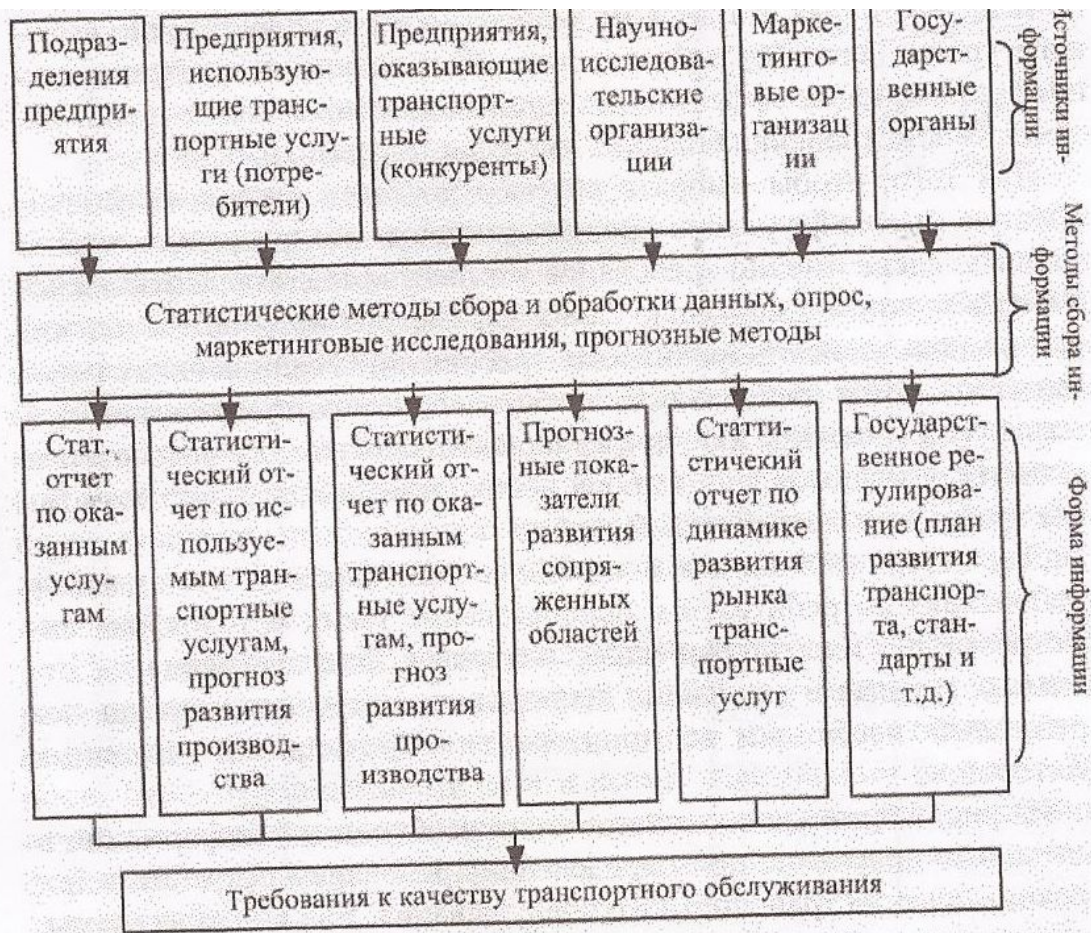 Подраз-
деления
предпри-
ятия
Предприятия,
использую-
щие транс-
портные услу-
ги (потре-
бители)
Предприятия,
оказывающие
транспорт-
ные услуги
(конкуренты)
Научно-
исследова-
тельские
организа-
ции
Марке-
тинго-
вые ор-
ганизац
ии
Госу-
дарст-
венные
органы
Источники ин-
формации
Статистические методы сбора и обработки данных, опрос,
маркетинговые исследования, прогнозные методы
Методы сбора ин-
формации
Стат.,
отчет
по ока-
занным
услу-
гам
Статисти-
ческий от-
чет по ис-
пользуе-
мым тран-
спортные
услугам,
прогноз
развития
производ-
ства
Статисти-
ческий от-
чет по ока-
занным
транспорт-
ные услу-
гам, про-
гноз
развития
про-
изводства
Прогноз-
ные пока-
затели
развития
сопря-
женных
областей
Статти-
стичекий
отчет по
динамике
развития
рынка
транс-
портные
услуг
Государст-
венное ре-
гулирова-
ние (план
развития
транспор-
та, стан-
дарты и
т.д.)
Форма информации
Требования к качеству транспортного обслуживания